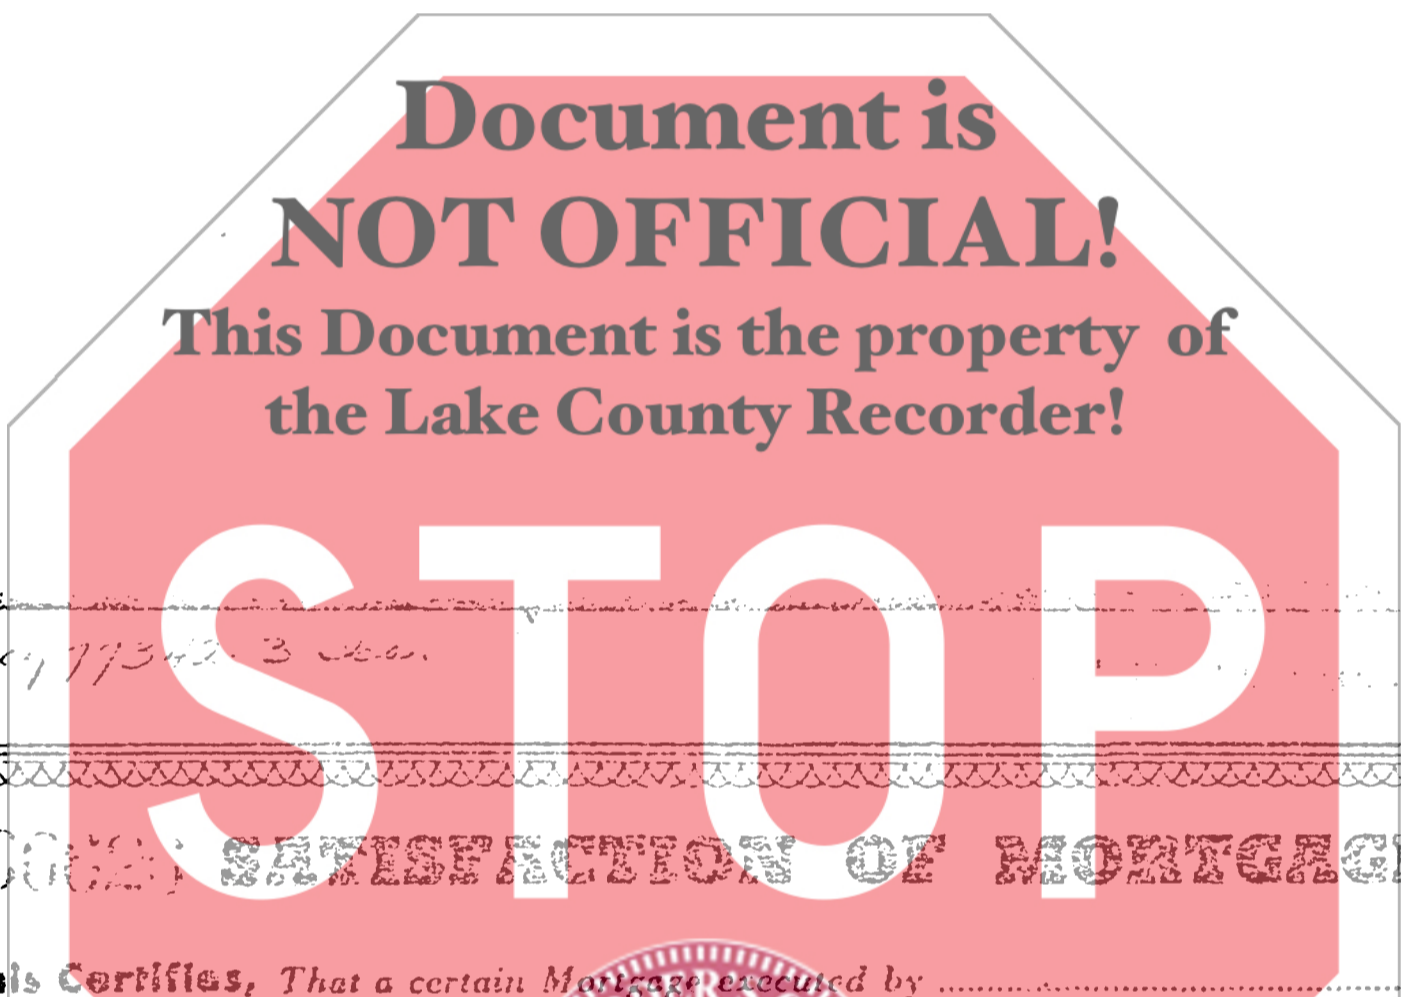 Document is
NOT OFFICIAL!
This Document is the property of
the Lake County Recorder!
STOP
SATISFACTION OF MORTGAGE
Certifies, That a certain Mortgage executed by